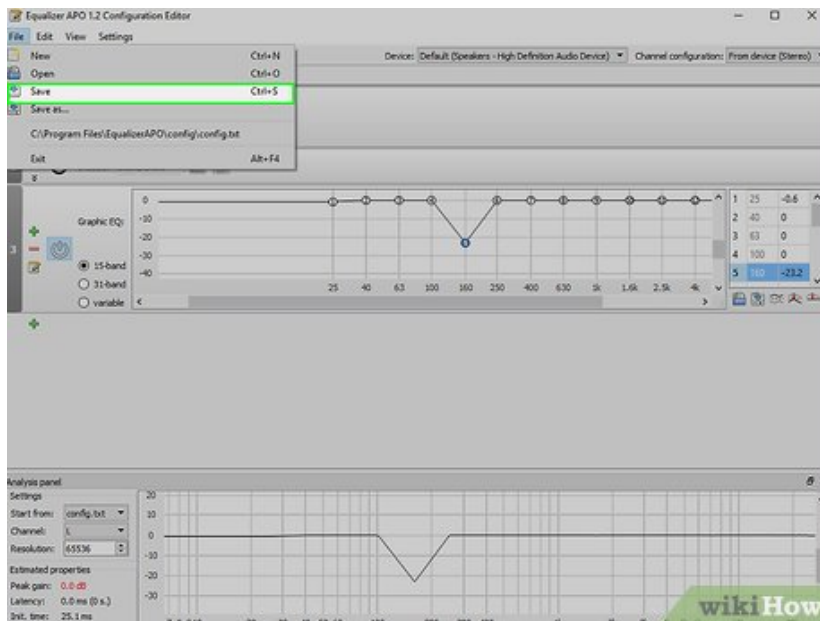 Equalizer APO 1.2 Configuration Editor
File Edit View Settings
New Ctrl+N
Device: Default (Speakers - High Definition Audio Device) Channel configuration: From device (Stereo)
Open Ctrl+O
Save Ctrl+S
Save as...
C:\Program Files\EqualizerAPO\config\config.txt
Exit Alt+F4
3
Graphic EQ:
15-band
31-band
variable
0
-10
-20
-30
-40
25 40 63 100 160 250 400 630 1k 1.6k 2.5k 4k
1 25 -0.6
2 40 0
3 63 0
4 100 0
5 160 -23.2
Analysis panel
Settings
Start from: config.txt
Channel: L
Resolution: 65536
Estimated properties
Peak gain: 0.0 dB
Latency: 0.0 ms (0 s.)
Init. time: 25.1 ms
20
10
0
-10
-20
-30
wikiHow